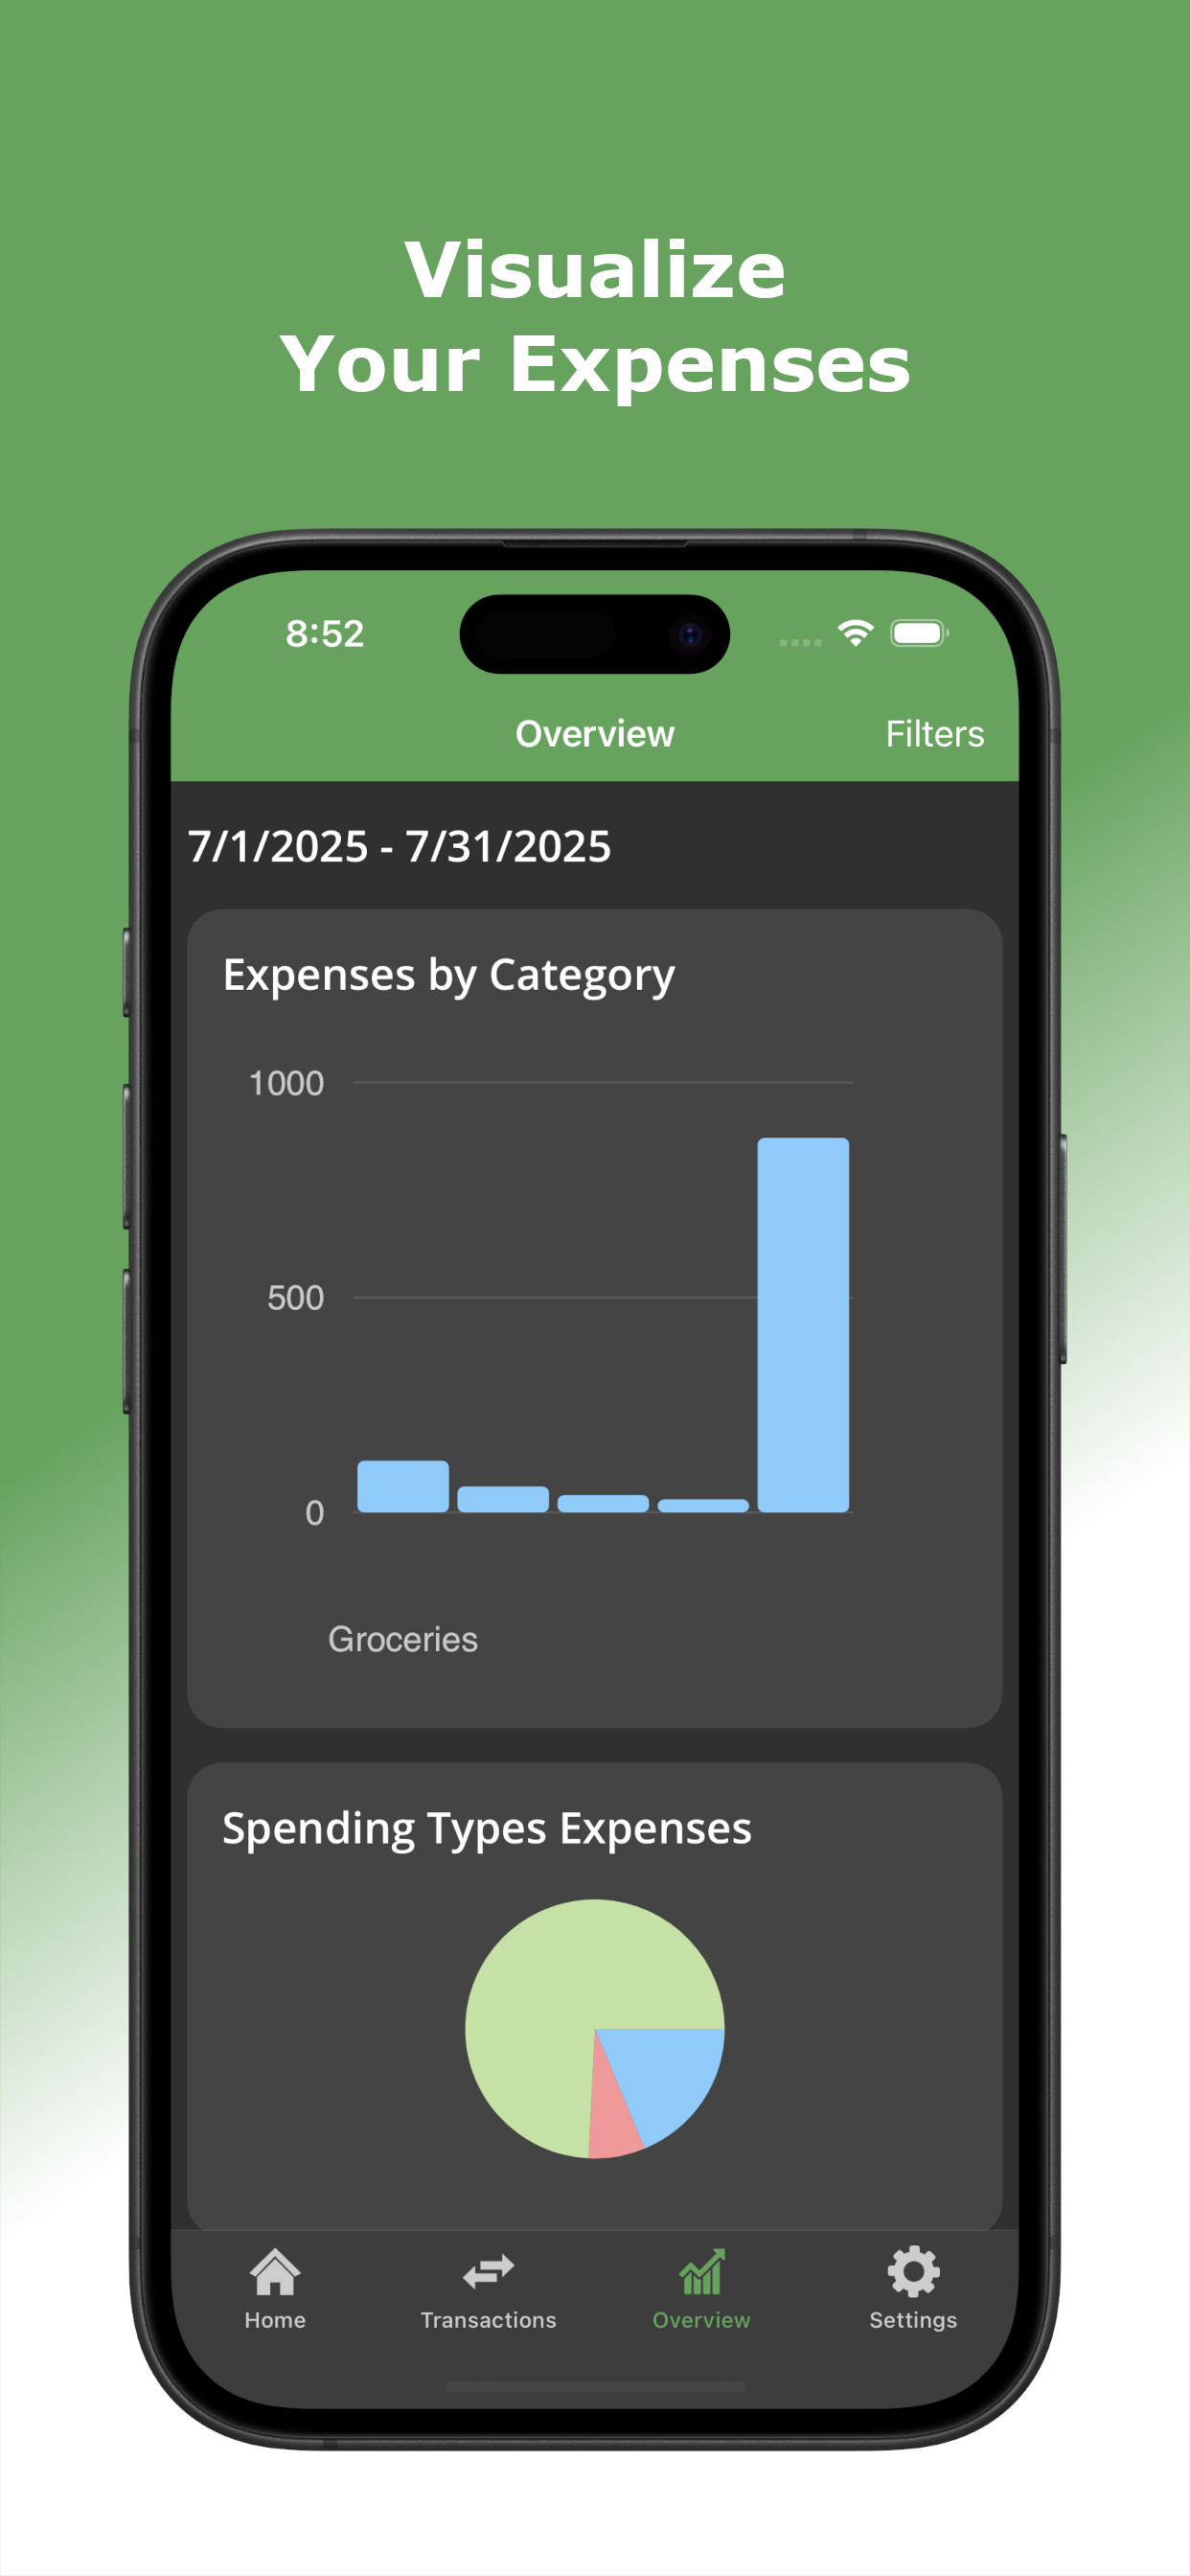 Visualize
Your Expenses
8:52
Overview
Filters
7/1/2025 - 7/31/2025
Expenses by Category
1000
500
0
Groceries
Spending Types Expenses
Home
Transactions
Overview
Settings